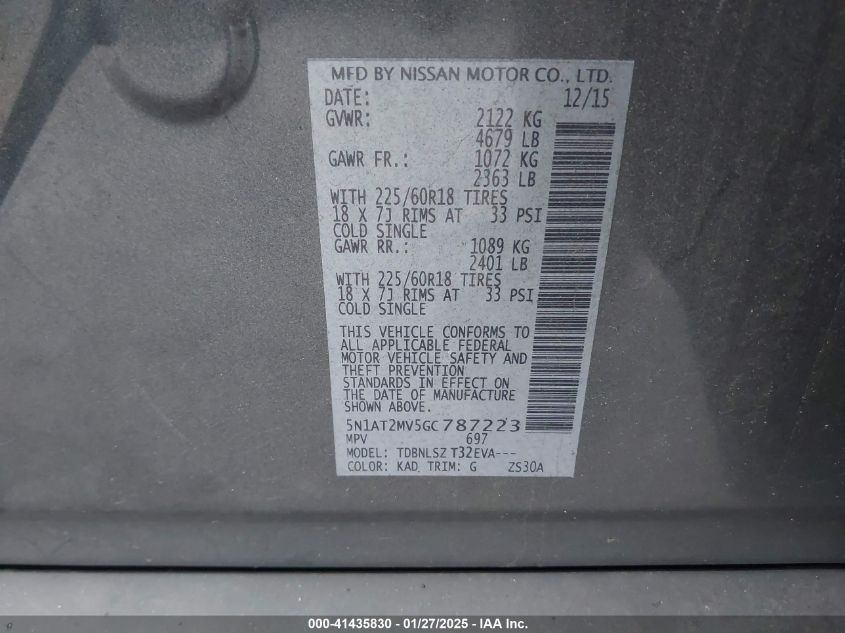 MFD BY NISSAN MOTOR CO., LTD.
DATE: 12/15
GVWR: 2122 KG
4679 LB
GAWR FR.: 1072 KG
2363 LB
WITH 225/60R18 TIRES
18 X 7J RIMS AT 33 PSI
COLD SINGLE
GAWR RR.: 1089 KG
2401 LB
WITH 225/60R18 TIRES
18 X 7J RIMS AT 33 PSI
COLD SINGLE
THIS VEHICLE CONFORMS TO
ALL APPLICABLE FEDERAL
MOTOR VEHICLE SAFETY AND
THEFT PREVENTION
STANDARDS IN EFFECT ON
THE DATE OF MANUFACTURE
SHOWN ABOVE.
5N1AT2MV5GC787223
MPV 697
MODEL: TDBNLSZ T32EVA---
COLOR: KAD, TRIM: G ZS30A
000-41435830 - 01/27/2025 - IAA Inc.